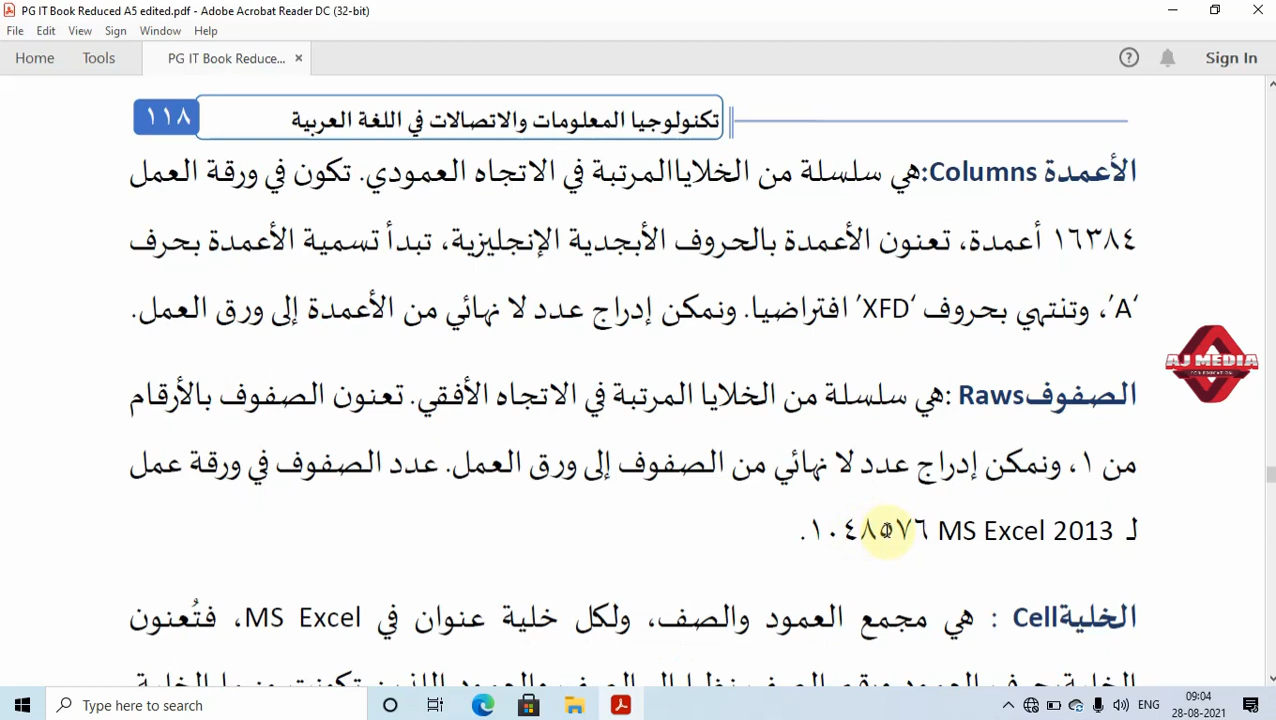 PG IT Book Reduced A5 edited.pdf - Adobe Acrobat Reader DC (32-bit)
File Edit View Sign Window Help
Home Tools PG IT Book Reduce... × Sign In
١١٨ تكنولوجيا المعلومات والاتصالات في اللغة العربية
الأعمدة Columns:هي سلسلة من الخلاياالمرتبة في الاتجاه العمودي. تكون في ورقة العمل
١٦٣٨٤ أعمدة، تعنون الأعمدة بالحروف الأبجدية الإنجليزية، تبدأ تسمية الأعمدة بحرف
‘A’، وتنتهي بحروف ‘XFD’ افتراضيا. ونمكن إدراج عدد لا نهائي من الأعمدة إلى ورق العمل.
الصفوفRaws :هي سلسلة من الخلايا المرتبة في الاتجاه الأفقي. تعنون الصفوف بالأرقام
من ١، ونمكن إدراج عدد لا نهائي من الصفوف إلى ورق العمل. عدد الصفوف في ورقة عمل
لـ MS Excel 2013 ١٠٤٨٥٧٦.
الخليةCell : هي مجمع العمود والصف، ولكل خلية عنوان في MS Excel، فتُعنون
AJ MEDIA
FOR EDUCATION
Type here to search
ENG
09:04
28-08-2021